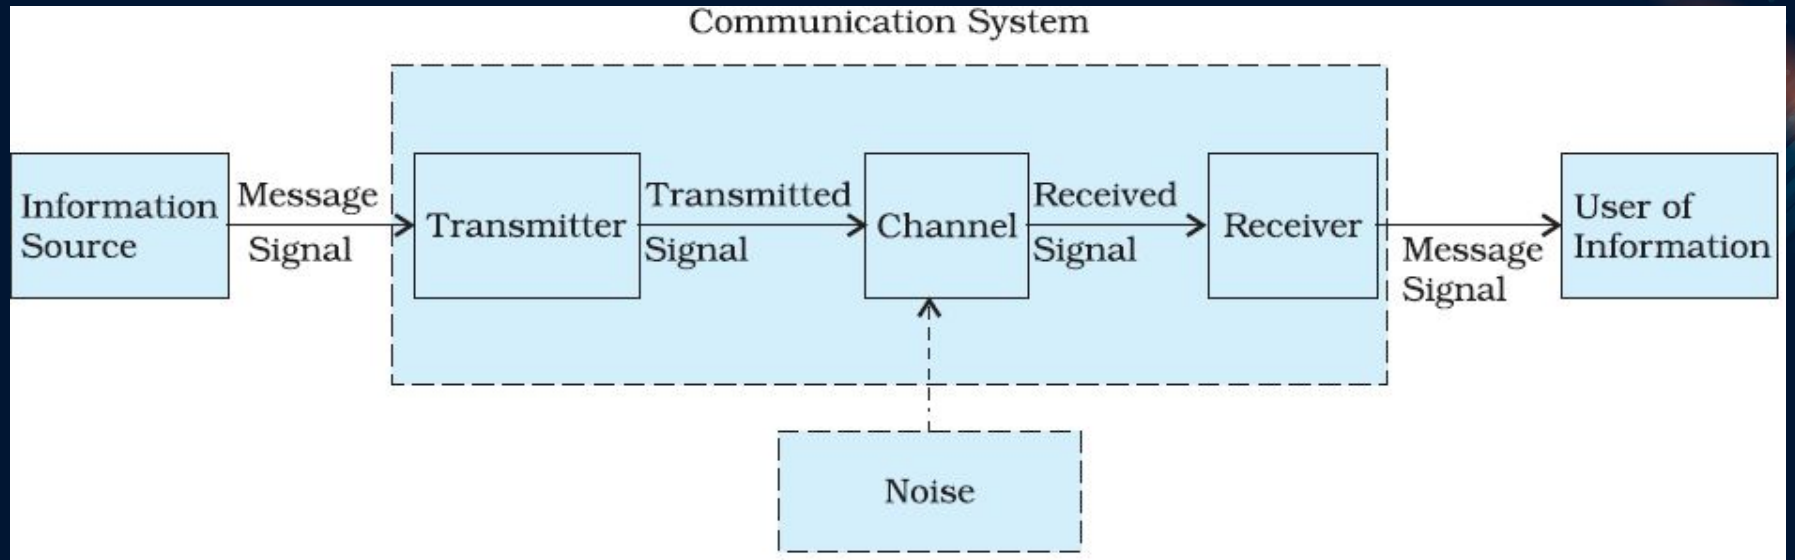 Communication System
Information
Source
Message
Signal
Transmitter
Transmitted
Signal
Channel
Received
Signal
Receiver
Message
Signal
User of
Information
Noise